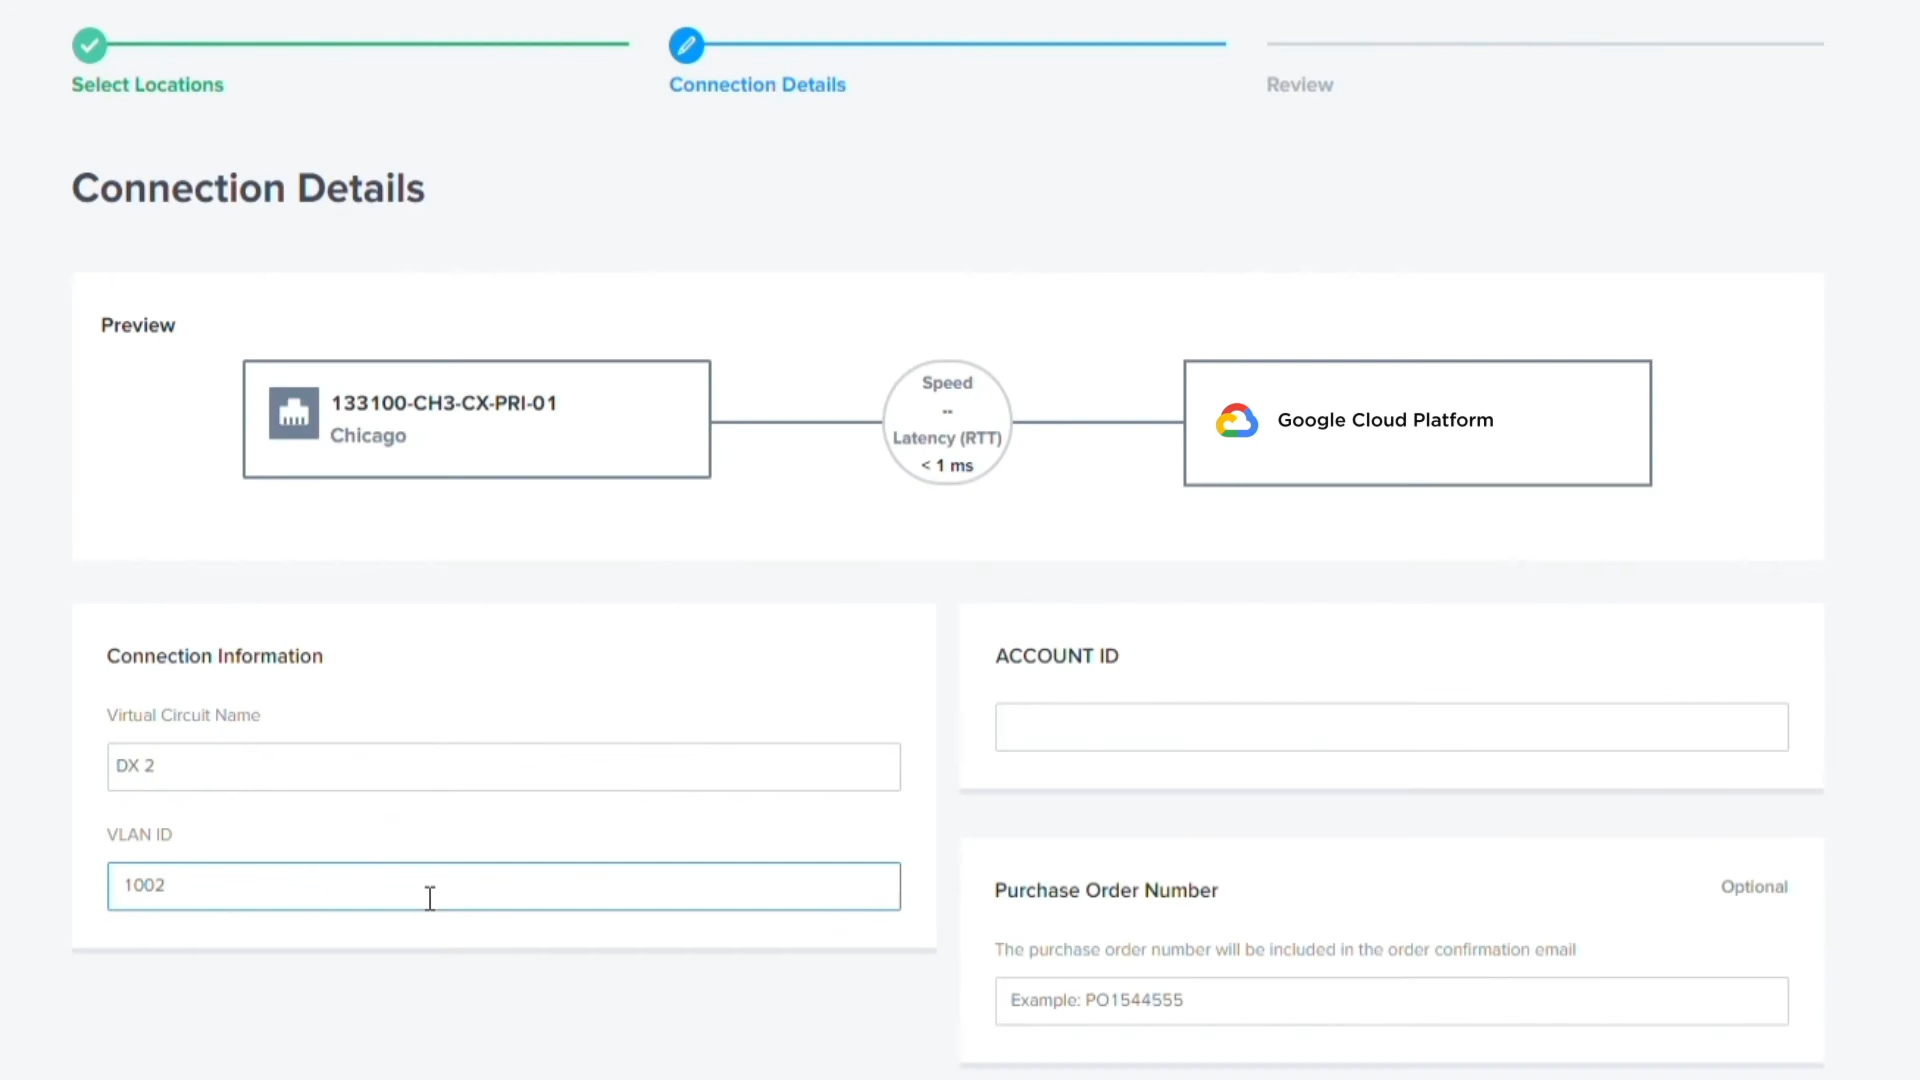 Select Locations
Connection Details
Review
Connection Details
Preview
133100-CH3-CX-PRI-01
Chicago
Speed
--
Latency (RTT)
< 1 ms
Google Cloud Platform
Connection Information
Virtual Circuit Name
DX 2
VLAN ID
1002
ACCOUNT ID
Purchase Order Number
Optional
The purchase order number will be included in the order confirmation email
Example: PO1544555